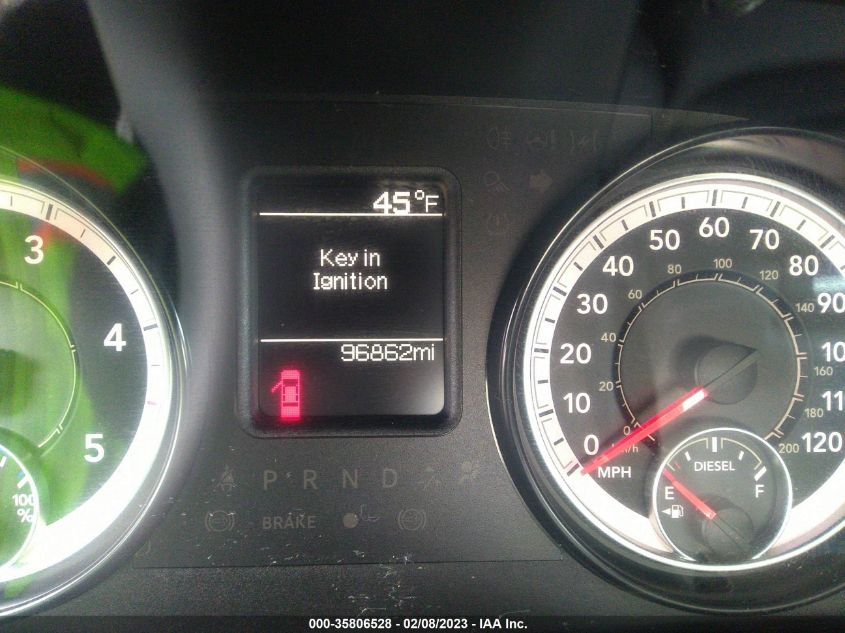 45°F
Key in
Ignition
96862mi
3
4
5
100
%
P R N D
BRAKE
0
10
20
30
40
50
60
70
80
90
120
MPH
0
20
40
60
80
100
120
140
160
180
200
km/h
DIESEL
E
F
000-35806528 - 02/08/2023 - IAA Inc.